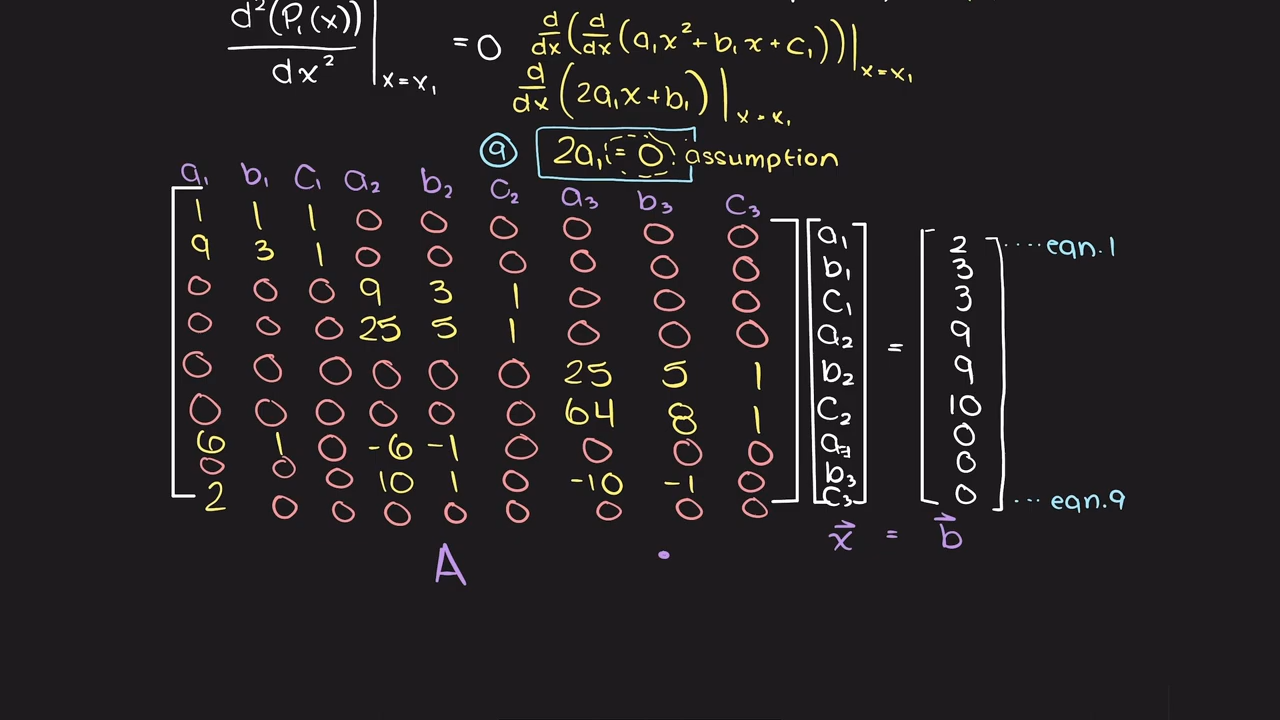 d²(P₁(x)) / dx² |ₓ₌ₓ₁ = 0 d/dx (d/dx (a₁x² + b₁x + c₁))|ₓ₌ₓ₁
d/dx (2a₁x + b₁)|ₓ₌ₓ₁
⑨ 2a₁ = 0 : assumption
a₁ b₁ c₁ a₂ b₂ c₂ a₃ b₃ c₃
1 1 1 0 0 0 0 0 0 a₁ 2 .... eqn.1
9 3 1 0 0 0 0 0 0 b₁ 3
0 0 0 9 3 1 0 0 0 c₁ 3
0 0 0 25 5 1 0 0 0 a₂ = 9
0 0 0 0 0 0 25 5 1 b₂ 9
0 0 0 0 0 0 64 8 1 c₂ 10
6 1 0 -6 -1 0 0 0 0 a₃ 0
0 0 0 10 1 0 -10 -1 0 b₃ 0
2 0 0 0 0 0 0 0 0 c₃ 0 ... eqn.9
A · x⃗ = b⃗